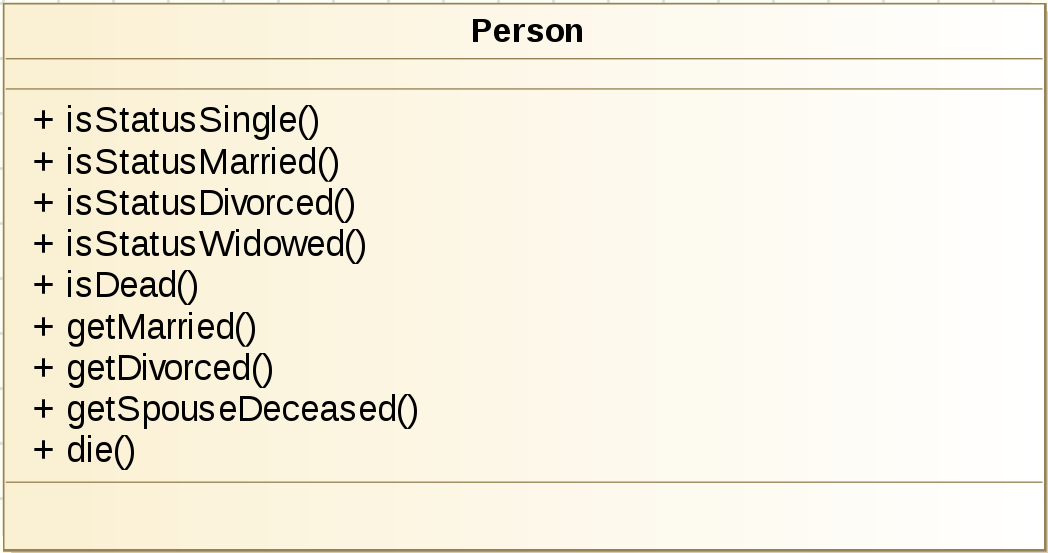 Person
+ isStatusSingle()
+ isStatusMarried()
+ isStatusDivorced()
+ isStatusWidowed()
+ isDead()
+ getMarried()
+ getDivorced()
+ getSpouseDeceased()
+ die()